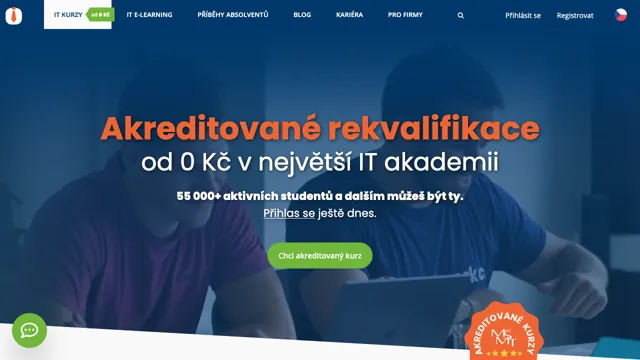 IT KURZY
od 0 Kč
IT E-LEARNING
PŘÍBĚHY ABSOLVENTŮ
BLOG
KARIÉRA
PRO FIRMY
Přihlásit se
Registrovat
Akreditované rekvalifikace
od 0 Kč v největší IT akademii
55 000+ aktivních studentů a dalším můžeš být ty.
Přihlas se ještě dnes.
Chci akreditovaný kurz
AKREDITOVANÉ KURZY